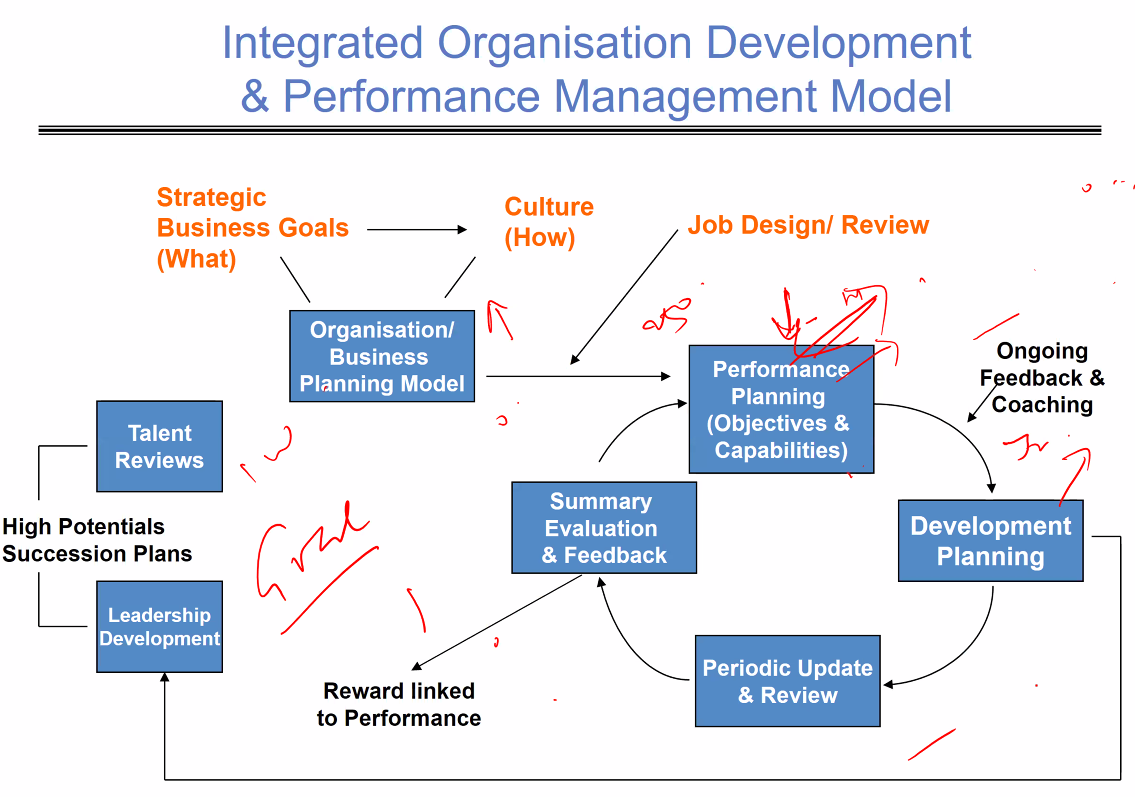 Integrated Organisation Development
& Performance Management Model
Strategic
Business Goals
(What)
Culture
(How)
Job Design/ Review
Organisation/
Business
Planning Model
Performance
Planning
(Objectives &
Capabilities)
Ongoing
Feedback &
Coaching
Talent
Reviews
Summary
Evaluation
& Feedback
Development
Planning
High Potentials
Succession Plans
Leadership
Development
Periodic Update
& Review
Reward linked
to Performance